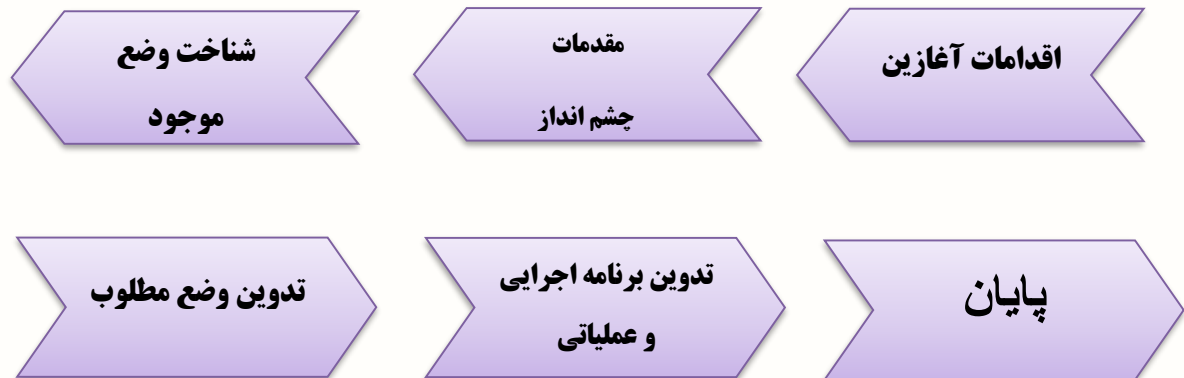 اقدامات آغازین
مقدمات
چشم انداز
شناخت وضع
موجود
تدوین وضع مطلوب
تدوین برنامه اجرایی
و عملیاتی
پایان